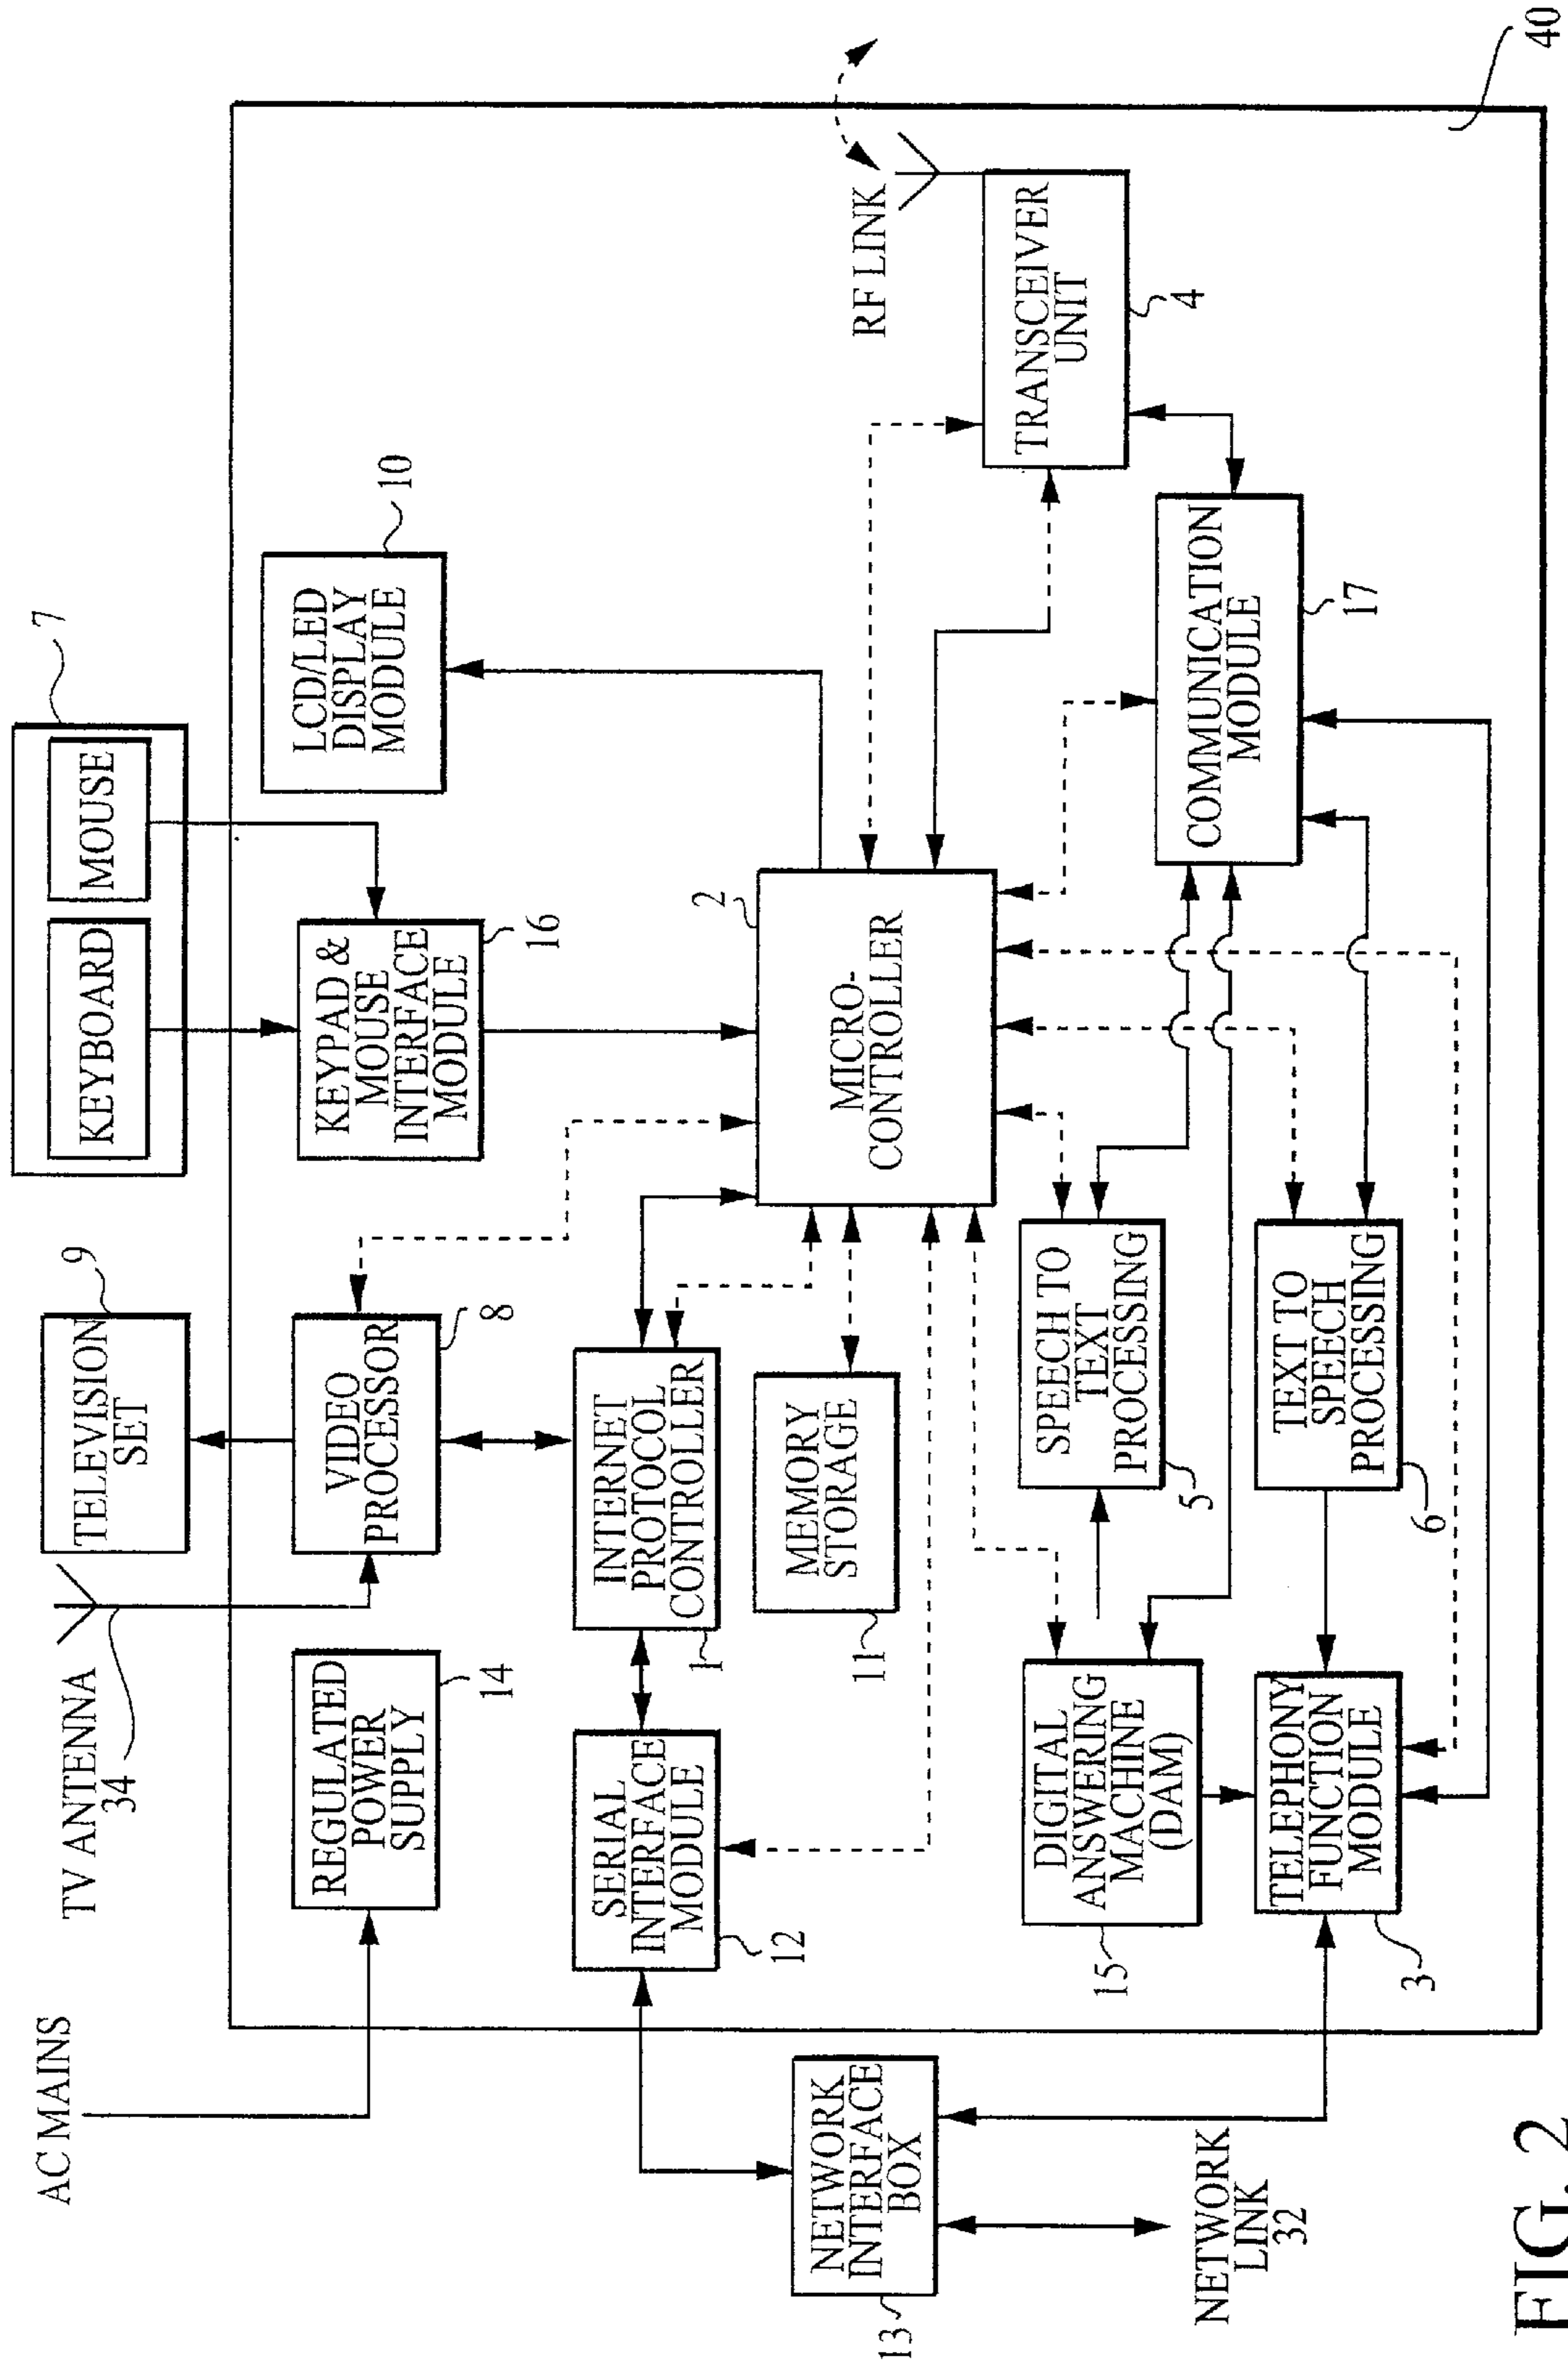 AC MAINS
TV ANTENNA
34
TELEVISION
SET
9
KEYBOARD
MOUSE
7
REGULATED
POWER
SUPPLY
14
VIDEO
PROCESSOR
8
KEYPAD &
MOUSE
INTERFACE
MODULE
16
LCD/LED
DISPLAY
MODULE
10
NETWORK
INTERFACE
BOX
13
SERIAL
INTERFACE
MODULE
12
INTERNET
PROTOCOL
CONTROLLER
1
MEMORY
STORAGE
11
MICRO-
CONTROLLER
2
RF LINK
TRANSCEIVER
UNIT
4
NETWORK
LINK
32
DIGITAL
ANSWERING
MACHINE
(DAM)
15
SPEECH TO
TEXT
PROCESSING
5
COMMUNICATION
MODULE
17
TELEPHONY
FUNCTION
MODULE
3
TEXT TO
SPEECH
PROCESSING
6
40
FIG. 2